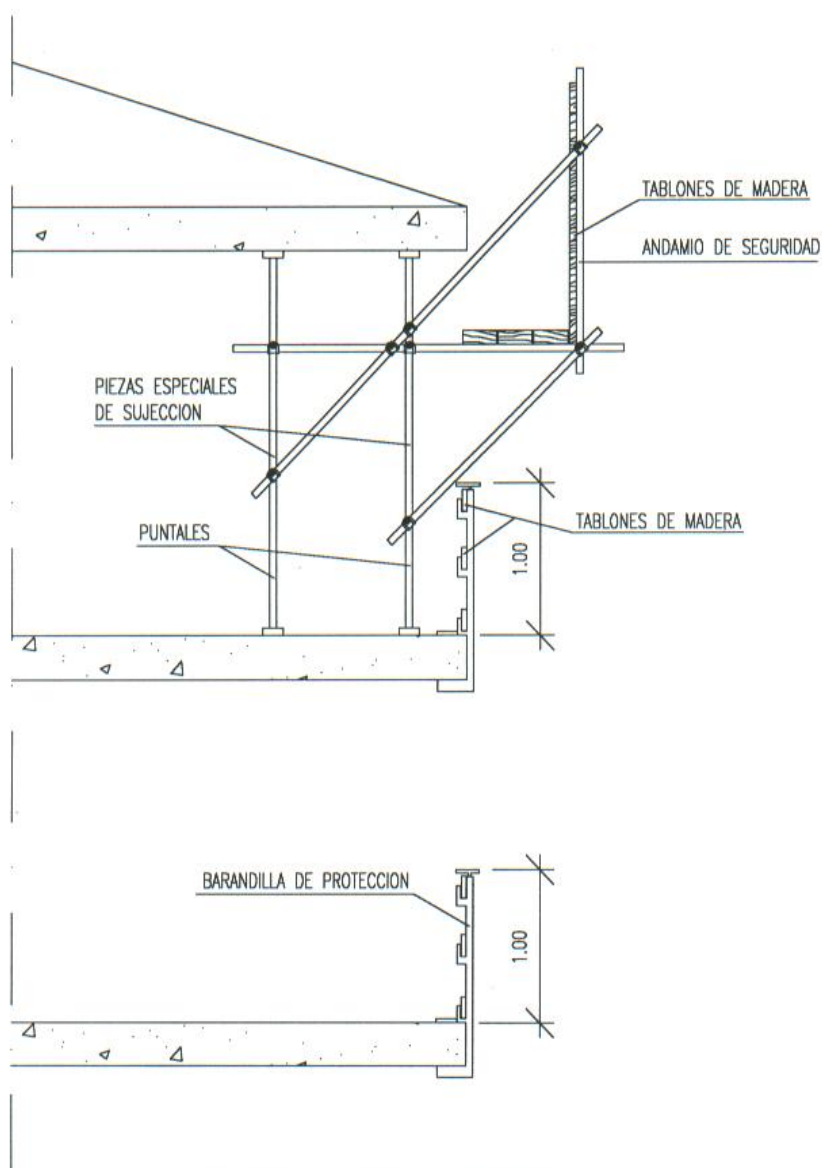 TABLONES DE MADERA
ANDAMIO DE SEGURIDAD
PIEZAS ESPECIALES
DE SUJECCION
PUNTALES
TABLONES DE MADERA
1.00
BARANDILLA DE PROTECCION
1.00